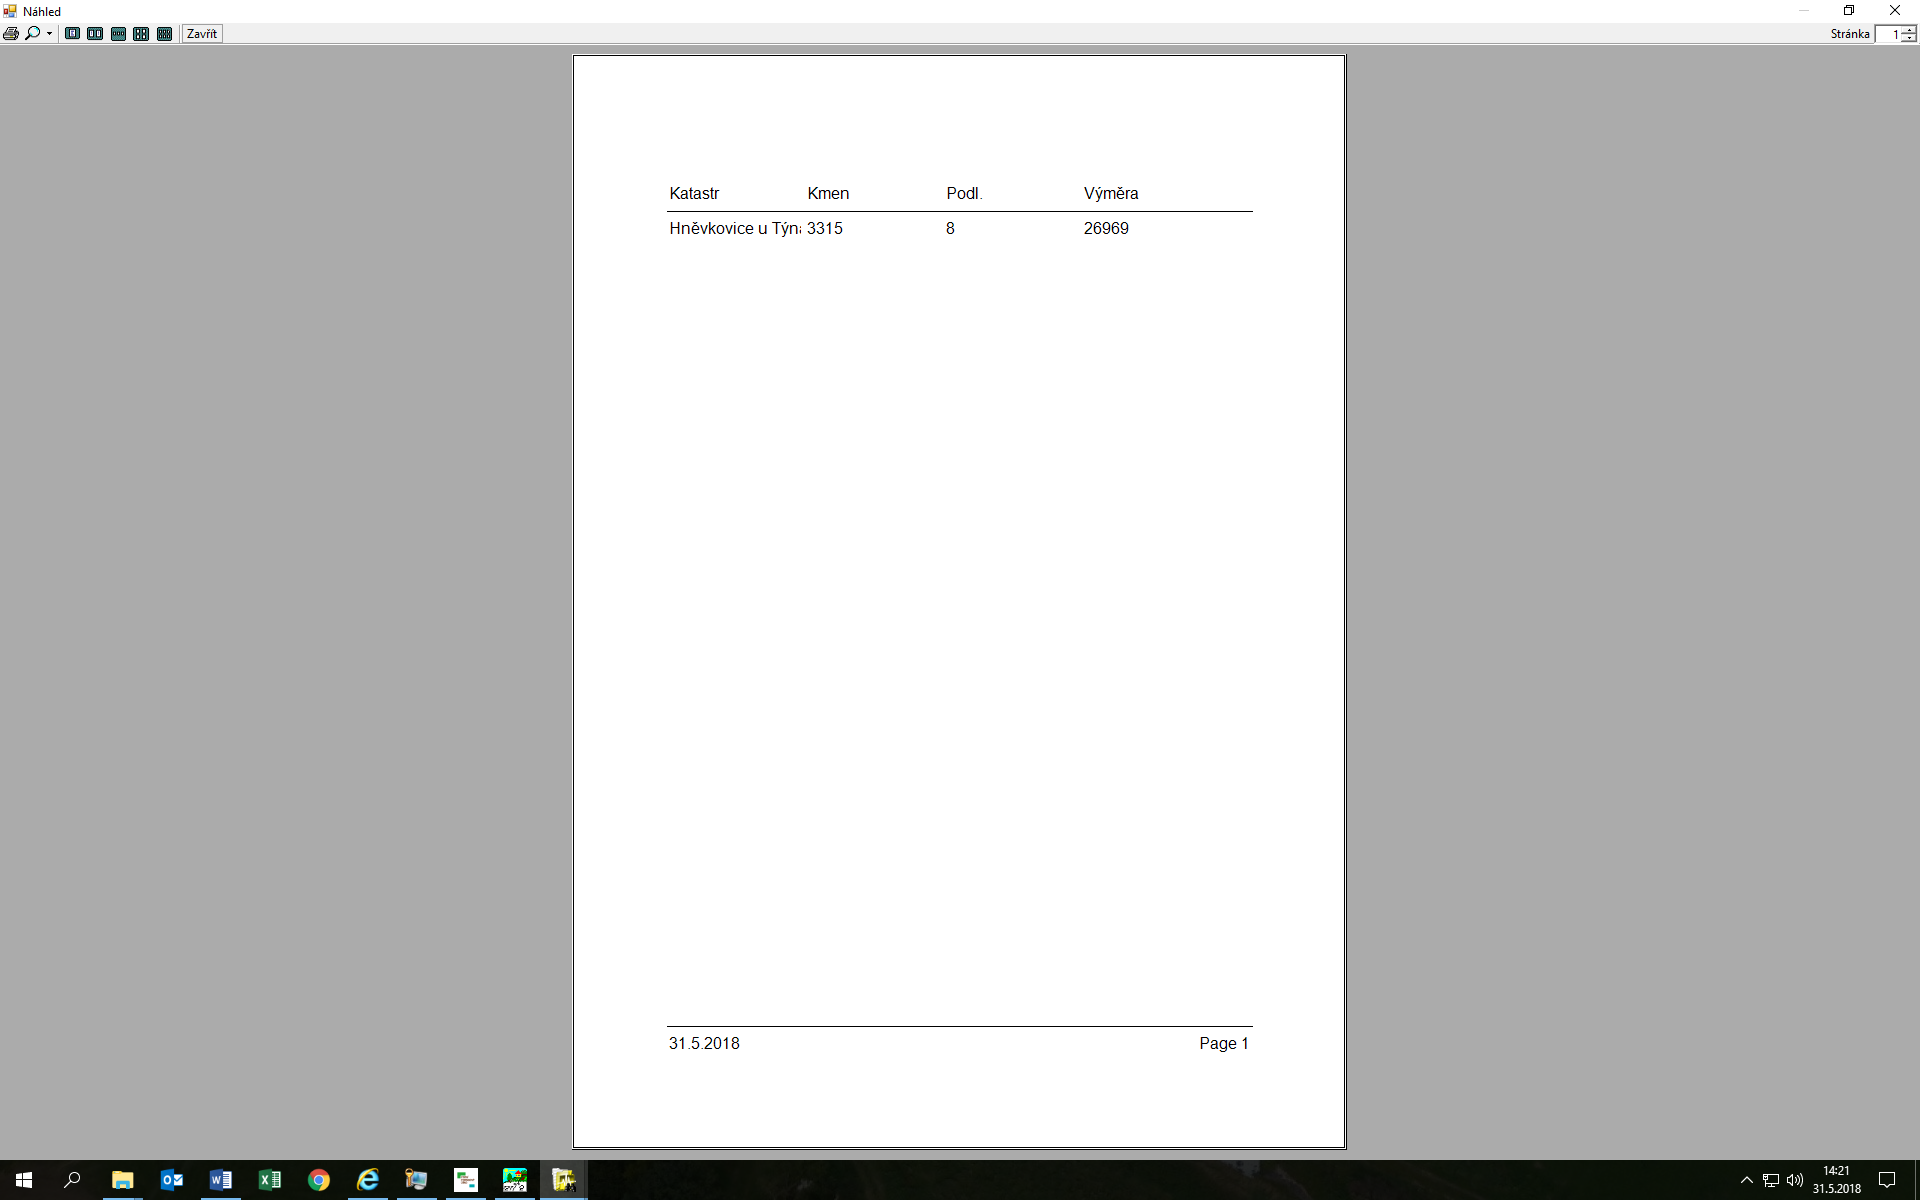 Náhled
Zavřít
Stránka 1
Katastr Kmen Podl. Výměra
Hněvkovice u Týn 3315 8 26969
31.5.2018 Page 1
14:21
31.5.2018